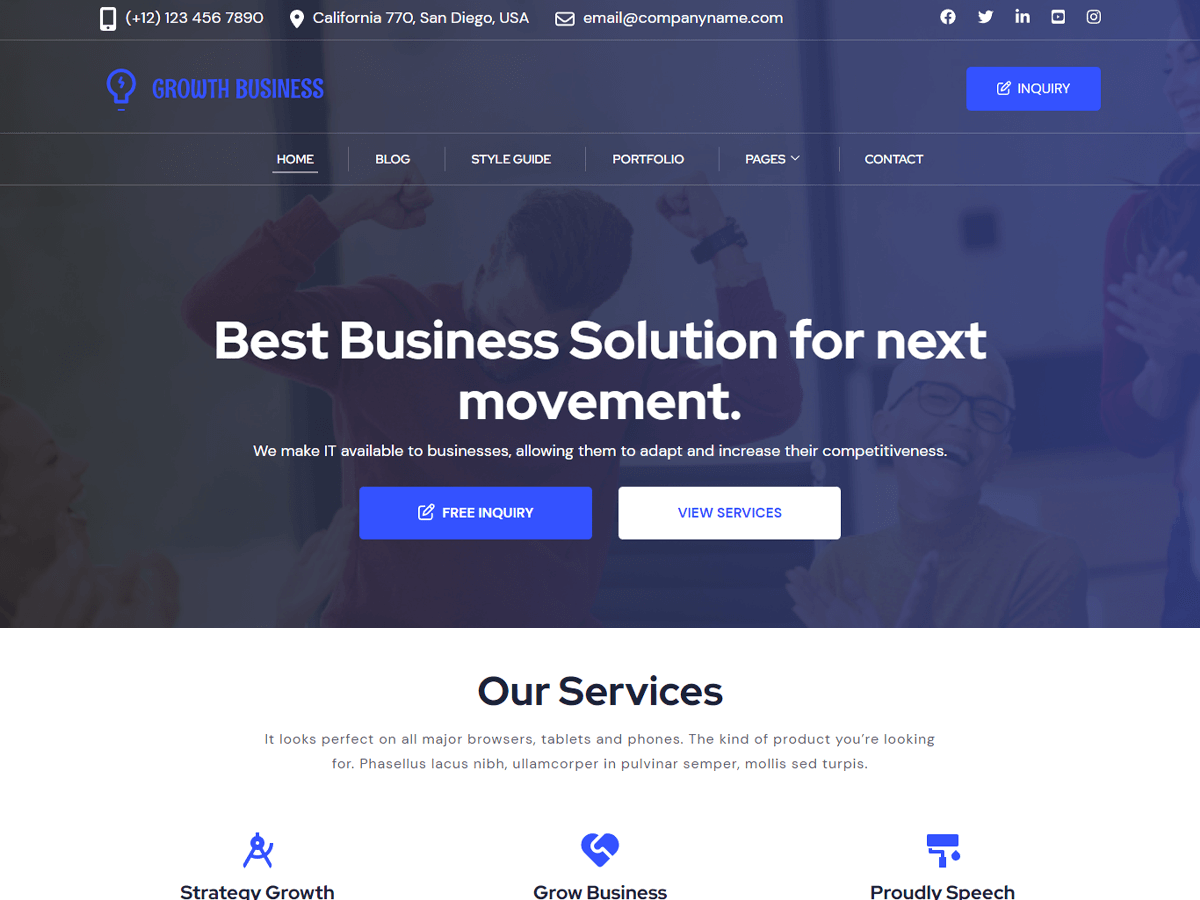 (+12) 123 456 7890 California 770, San Diego, USA email@companyname.com
GROWTH BUSINESS
INQUIRY
HOME BLOG STYLE GUIDE PORTFOLIO PAGES CONTACT
Best Business Solution for next
movement.
We make IT available to businesses, allowing them to adapt and increase their competitiveness.
FREE INQUIRY VIEW SERVICES
Our Services
It looks perfect on all major browsers, tablets and phones. The kind of product you’re looking
for. Phasellus lacus nibh, ullamcorper in pulvinar semper, mollis sed turpis.
Strategy Growth Grow Business Proudly Speech